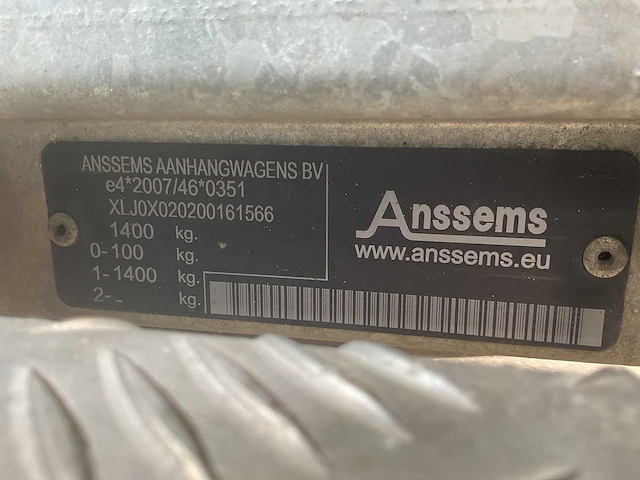 ANSSEMS AANHANGWAGENS BV
e4*2007/46*0351
XLJ0X020200161566
1400 kg.
0-100 kg.
1-1400 kg.
2-- kg.
Anssems
www.anssems.eu